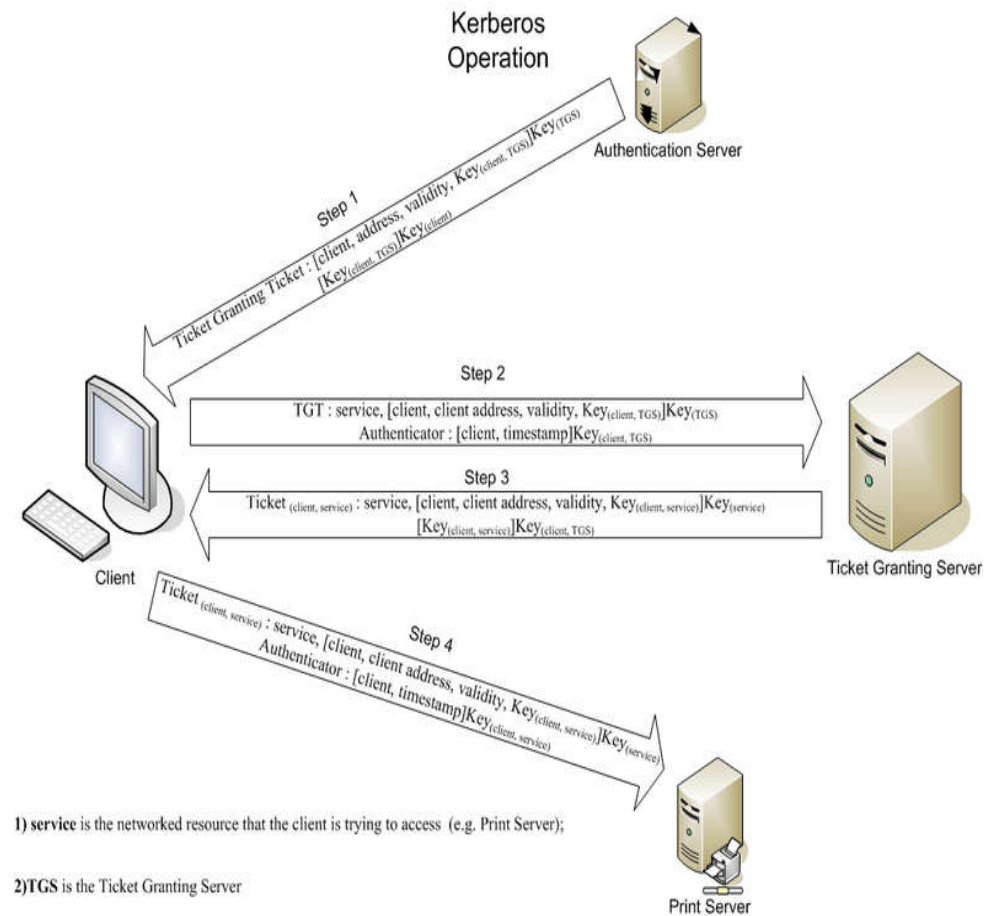 Kerberos
Operation
Authentication Server
Step 1
Ticket Granting Ticket : [client, address, validity, Key(client, TGS)]Key(TGS)
[Key(client, TGS)]Key(client)
Step 2
TGT : service, [client, client address, validity, Key(client, TGS)]Key(TGS)
Authenticator : [client, timestamp]Key(client, TGS)
Step 3
Ticket (client, service) : service, [client, client address, validity, Key(client, service)]Key(service)
[Key(client, service)]Key(client, TGS)
Client
Ticket Granting Server
Step 4
Ticket (client, service) : service, [client, client address, validity, Key(client, service)]Key(service)
Authenticator : [client, timestamp]Key(client, service)
1) service is the networked resource that the client is trying to access (e.g. Print Server);
2)TGS is the Ticket Granting Server
Print Server